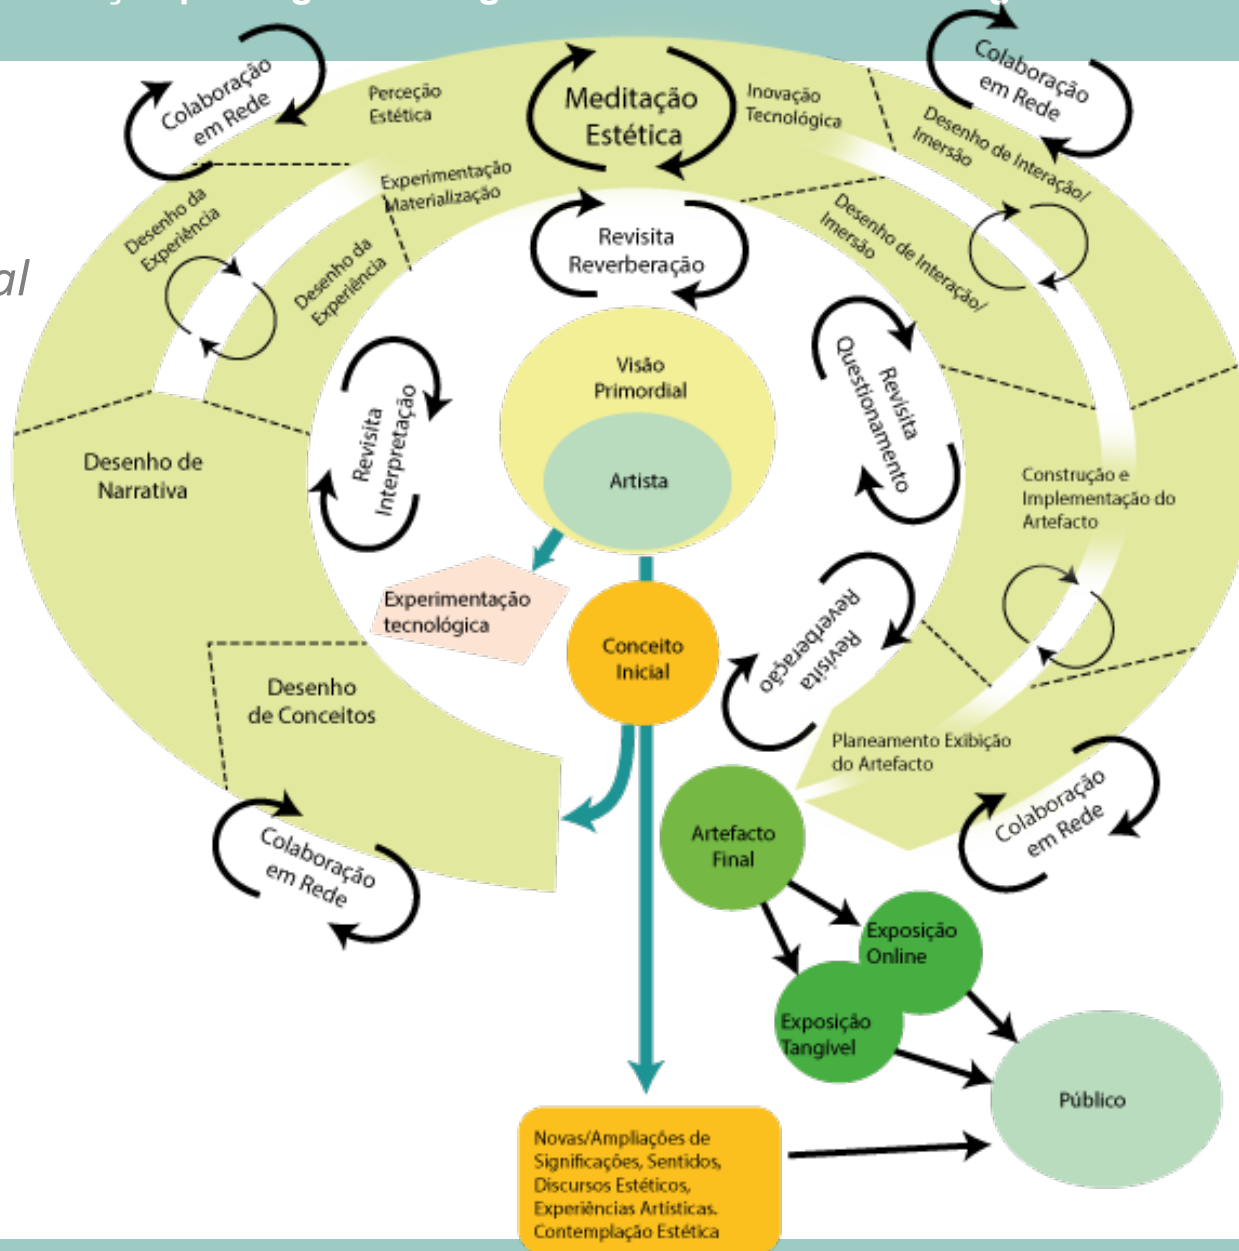 Colaboração
em Rede
Perceção
Estética
Meditação
Estética
Inovação
Tecnológica
Colaboração
em Rede
Desenho de Interação/
Imersão
Experimentação
Materialização
Desenho da
Experiência
Desenho da
Experiência
Revisita
Reverberação
Desenho de Interação/
Imersão
al
Visão
Primordial
Artista
Revisita
Interpretação
Revisita
Questionamento
Desenho de
Narrativa
Construção e
Implementação do
Artefacto
Experimentação
tecnológica
Conceito
Inicial
Revisita
Reverberação
Desenho
de Conceitos
Planeamento Exibição
do Artefacto
Colaboração
em Rede
Colaboração
em Rede
Artefacto
Final
Exposição
Online
Exposição
Tangível
Público
Novas/Ampliações de
Significações, Sentidos,
Discursos Estéticos,
Experiências Artísticas.
Contemplação Estética